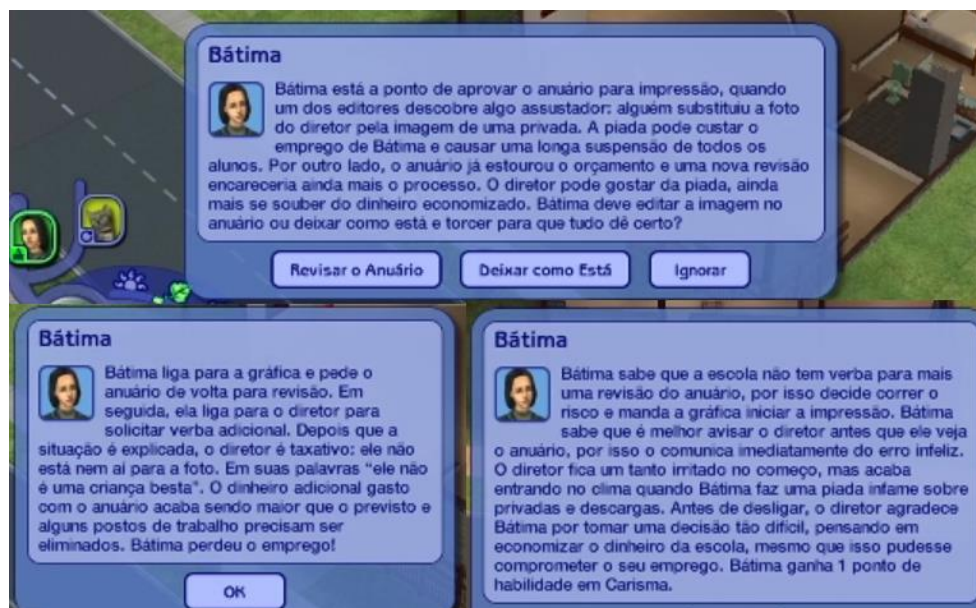 Bátima
Bátima está a ponto de aprovar o anuário para impressão, quando
um dos editores descobre algo assustador: alguém substituiu a foto
do diretor pela imagem de uma privada. A piada pode custar o
emprego de Bátima e causar uma longa suspensão de todos os
alunos. Por outro lado, o anuário já estourou o orçamento e uma nova revisão
encareceria ainda mais o processo. O diretor pode gostar da piada, ainda
mais se souber do dinheiro economizado. Bátima deve editar a imagem no
anuário ou deixar como está e torcer para que tudo dê certo?
Revisar o Anuário
Deixar como Está
Ignorar
Bátima
Bátima liga para a gráfica e pede o
anuário de volta para revisão. Em
seguida, ela liga para o diretor para
solicitar verba adicional. Depois que a
situação é explicada, o diretor é taxativo: ele não
está nem aí para a foto. Em suas palavras “ele não
é uma criança besta”. O dinheiro adicional gasto
com o anuário acaba sendo maior que o previsto e
alguns postos de trabalho precisam ser
eliminados. Bátima perdeu o emprego!
OK
Bátima
Bátima sabe que a escola não tem verba para mais
uma revisão do anuário, por isso decide correr o
risco e manda a gráfica iniciar a impressão. Bátima
sabe que é melhor avisar o diretor antes que ele veja
o anuário, por isso o comunica imediatamente do erro infeliz.
O diretor fica um tanto irritado no começo, mas acaba
entrando no clima quando Bátima faz uma piada infame sobre
privadas e descargas. Antes de desligar, o diretor agradece
Bátima por tomar uma decisão tão difícil, pensando em
economizar o dinheiro da escola, mesmo que isso pudesse
comprometer o seu emprego. Bátima ganha 1 ponto de
habilidade em Carisma.